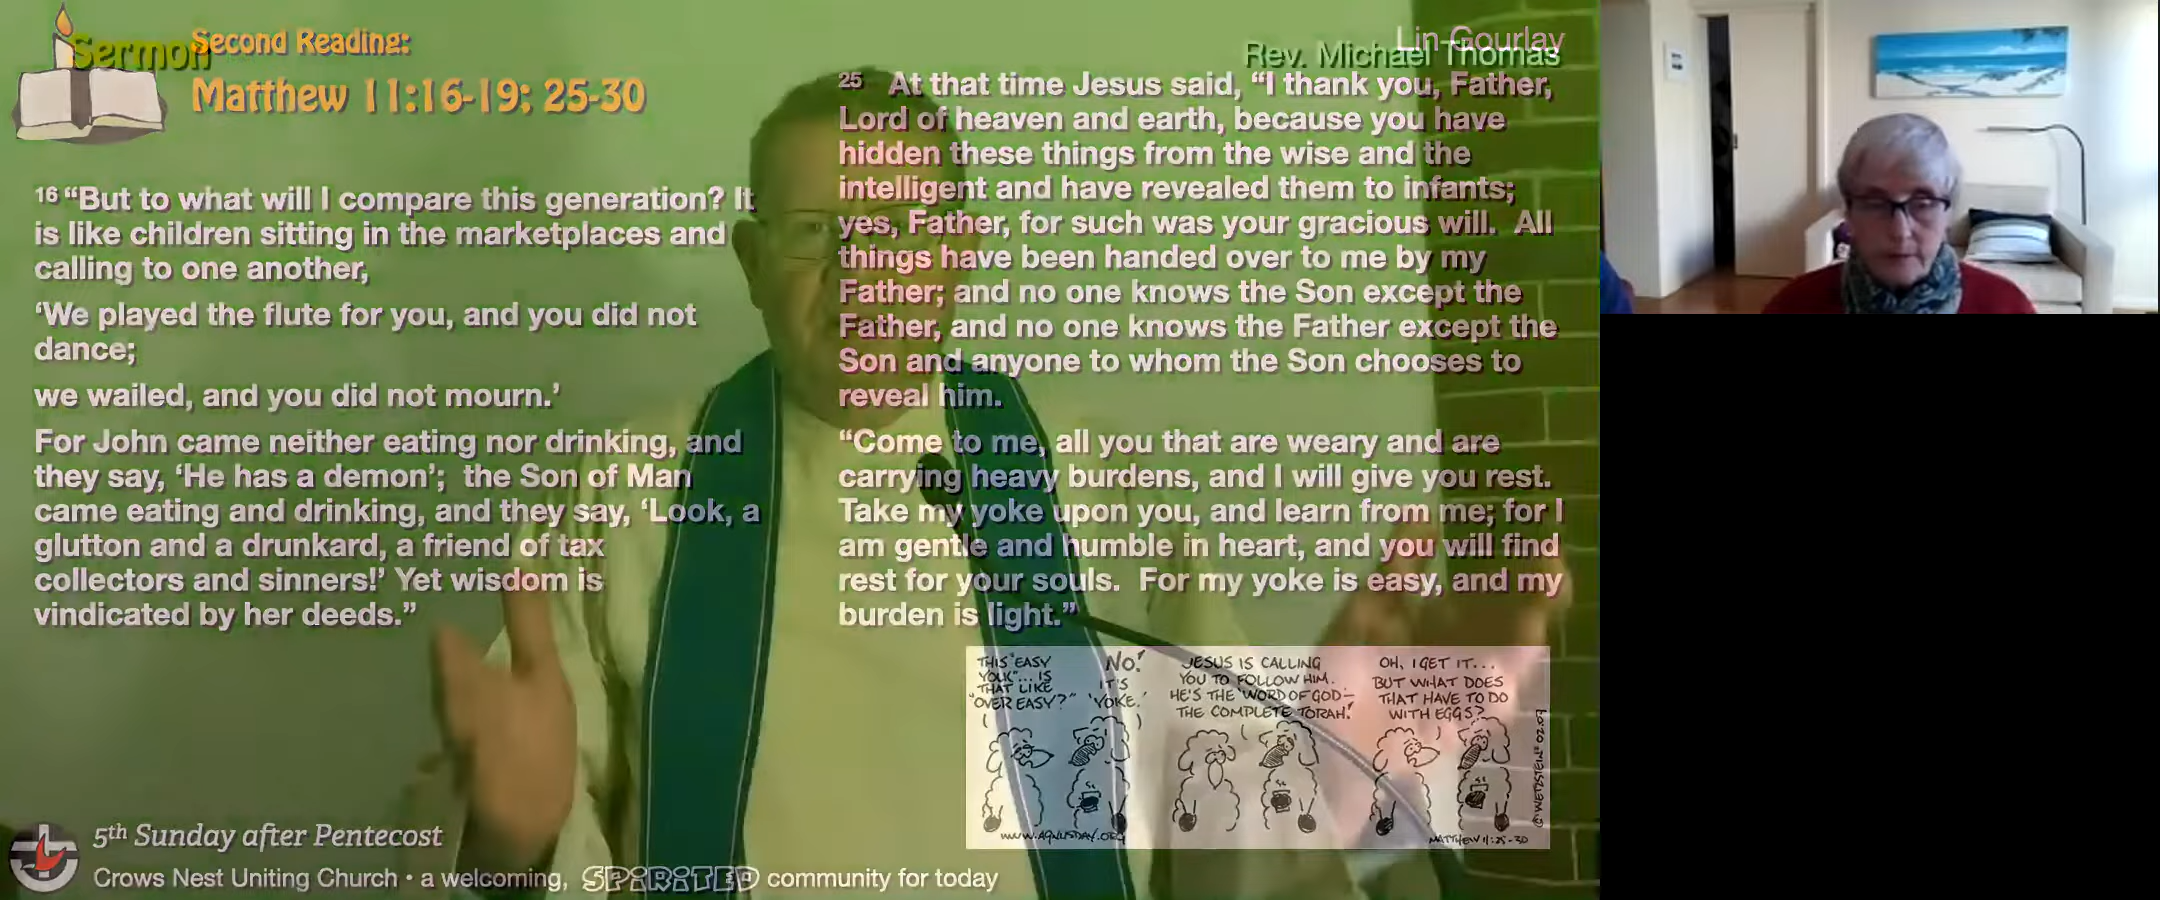 Sermon
Second Reading:
Matthew 11:16-19; 25-30
Lin Gourlay
Rev. Michael Thomas
16 “But to what will I compare this generation? It
is like children sitting in the marketplaces and
calling to one another,
‘We played the flute for you, and you did not
dance;
we wailed, and you did not mourn.’
For John came neither eating nor drinking, and
they say, ‘He has a demon’;  the Son of Man
came eating and drinking, and they say, ‘Look, a
glutton and a drunkard, a friend of tax
collectors and sinners!’ Yet wisdom is
vindicated by her deeds.”
25 At that time Jesus said, “I thank you, Father,
Lord of heaven and earth, because you have
hidden these things from the wise and the
intelligent and have revealed them to infants;
yes, Father, for such was your gracious will.  All
things have been handed over to me by my
Father; and no one knows the Son except the
Father, and no one knows the Father except the
Son and anyone to whom the Son chooses to
reveal him.
“Come to me, all you that are weary and are
carrying heavy burdens, and I will give you rest.
Take my yoke upon you, and learn from me; for I
am gentle and humble in heart, and you will find
rest for your souls.  For my yoke is easy, and my
burden is light.”
THIS "EASY
YOLK"... IS
THAT LIKE
"OVER EASY?"
NO!
IT'S
'YOKE.'
JESUS IS CALLING
YOU TO FOLLOW HIM.
HE'S THE WORD OF GOD–
THE COMPLETE TORAH!
OH, I GET IT...
BUT WHAT DOES
THAT HAVE TO DO
WITH EGGS?
WWW.AGNUSDAY.ORG
MATTHEW 11:25-30
© WETZSTEIN
5th Sunday after Pentecost
Crows Nest Uniting Church • a welcoming, SPIRITED community for today